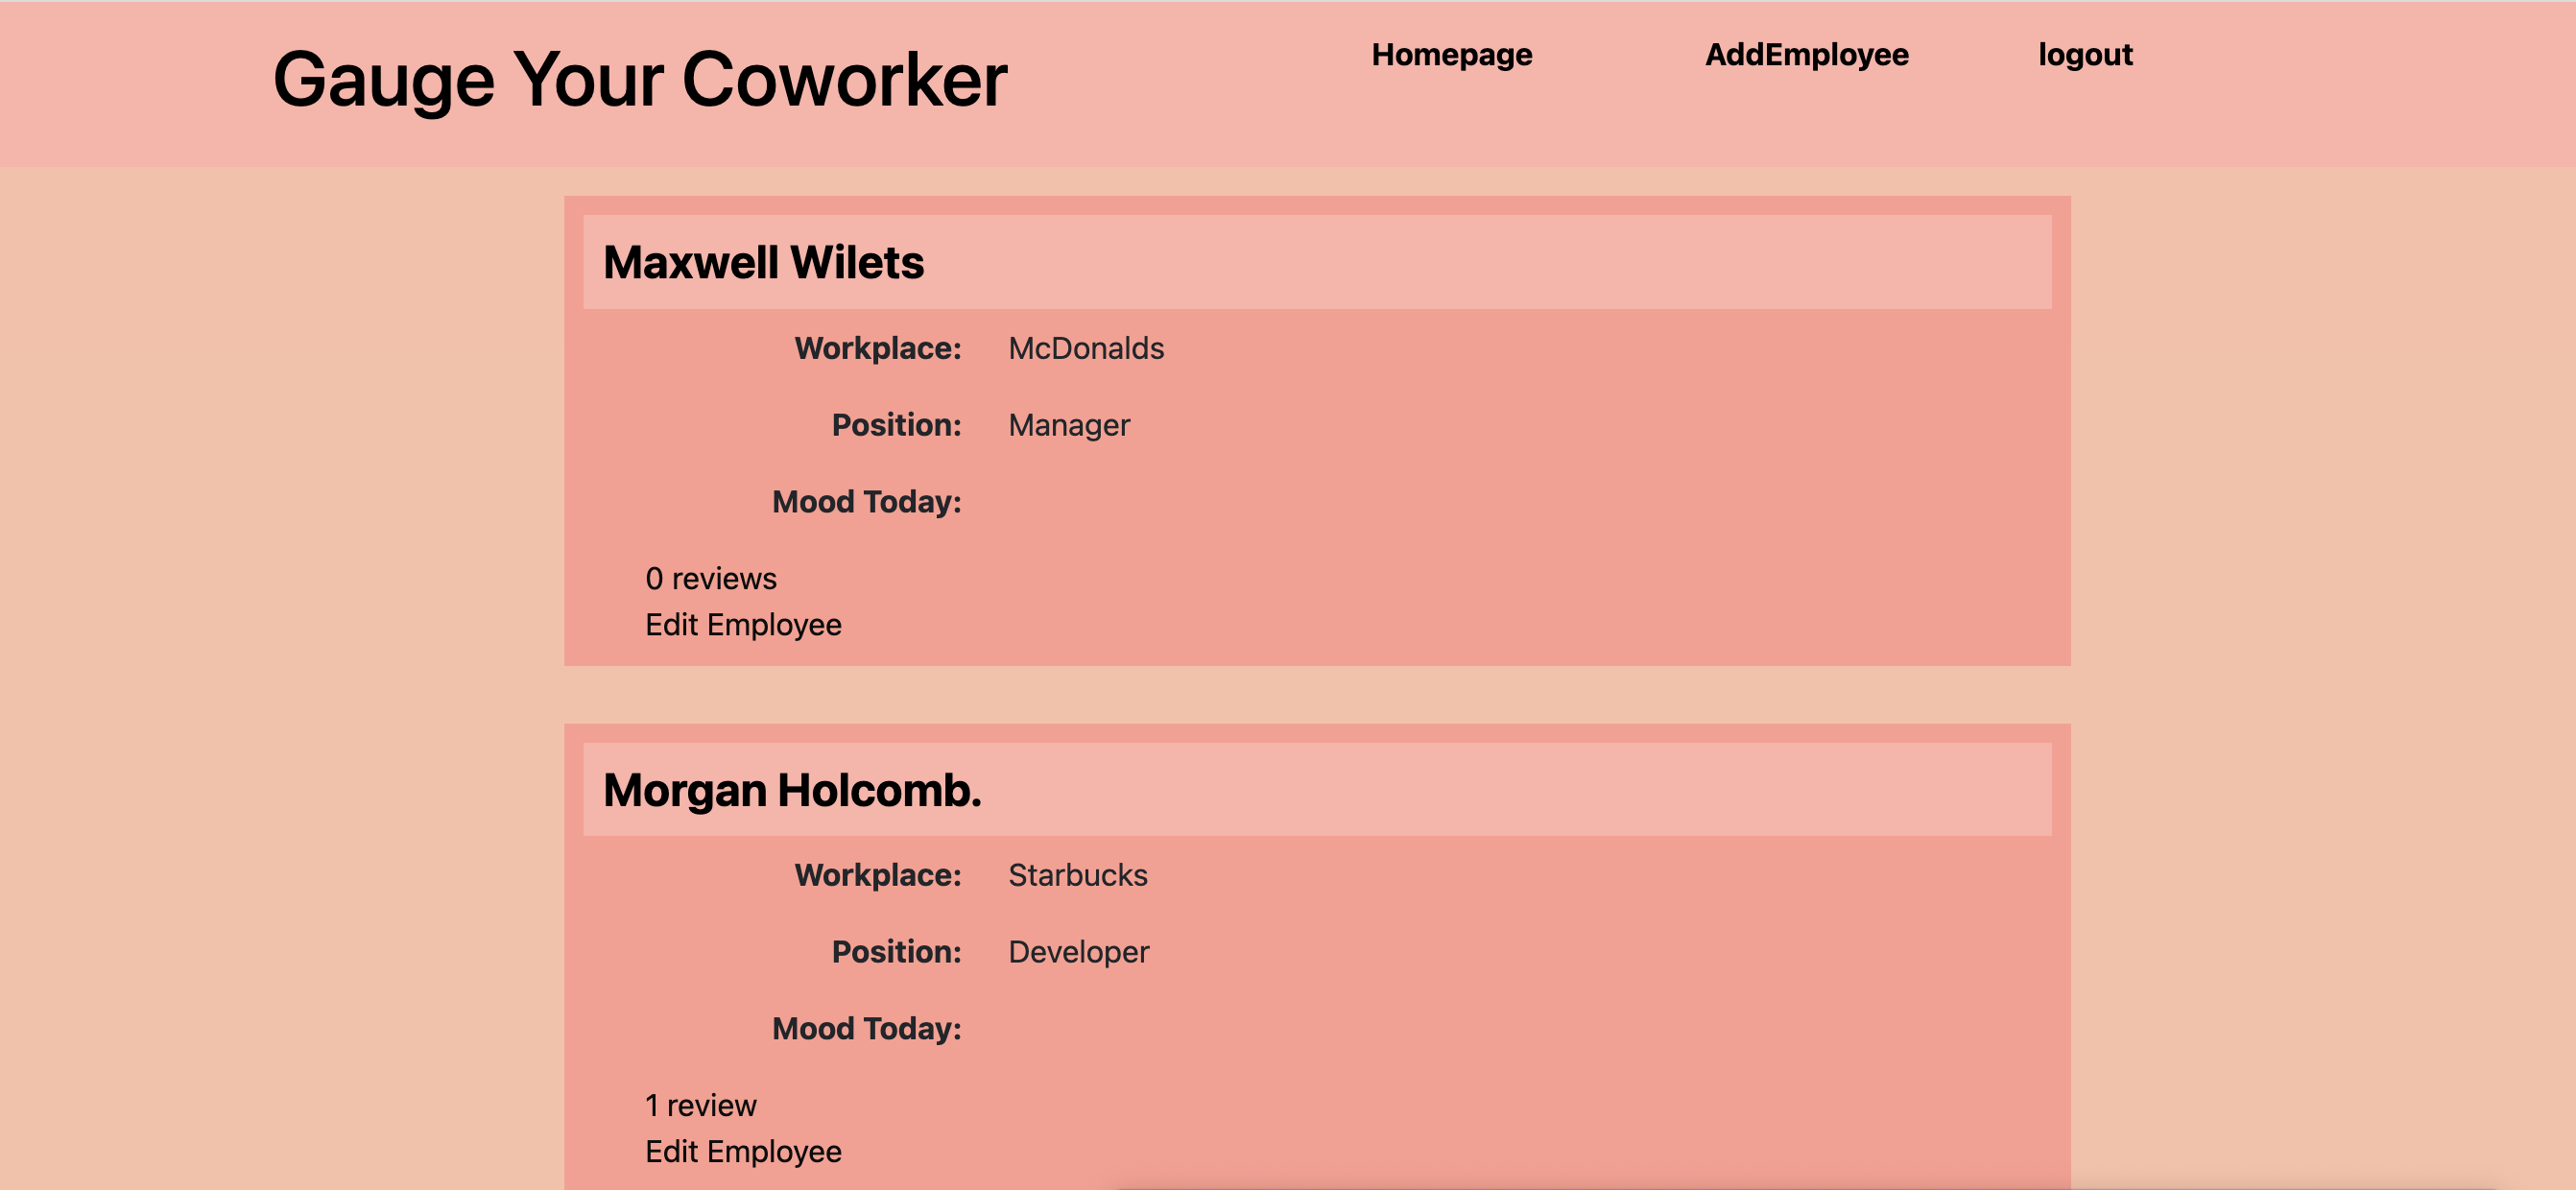 Gauge Your Coworker
Homepage AddEmployee logout
Maxwell Wilets
Workplace: McDonalds
Position: Manager
Mood Today:
0 reviews
Edit Employee
Morgan Holcomb.
Workplace: Starbucks
Position: Developer
Mood Today:
1 review
Edit Employee